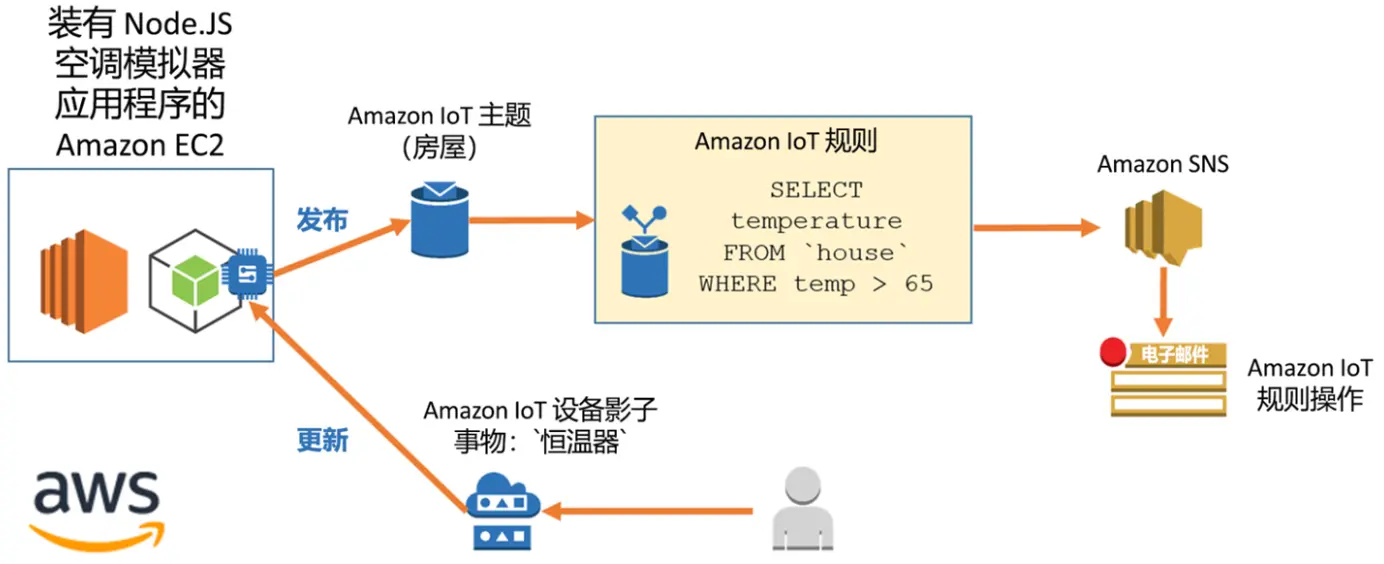 装有 Node.JS
空调模拟器
应用程序的
Amazon EC2
Amazon IoT 主题
（房屋）
发布
Amazon IoT 规则
SELECT
temperature
FROM `house`
WHERE temp > 65
Amazon SNS
电子邮件
Amazon IoT
规则操作
更新
Amazon IoT 设备影子
事物：`恒温器`
aws